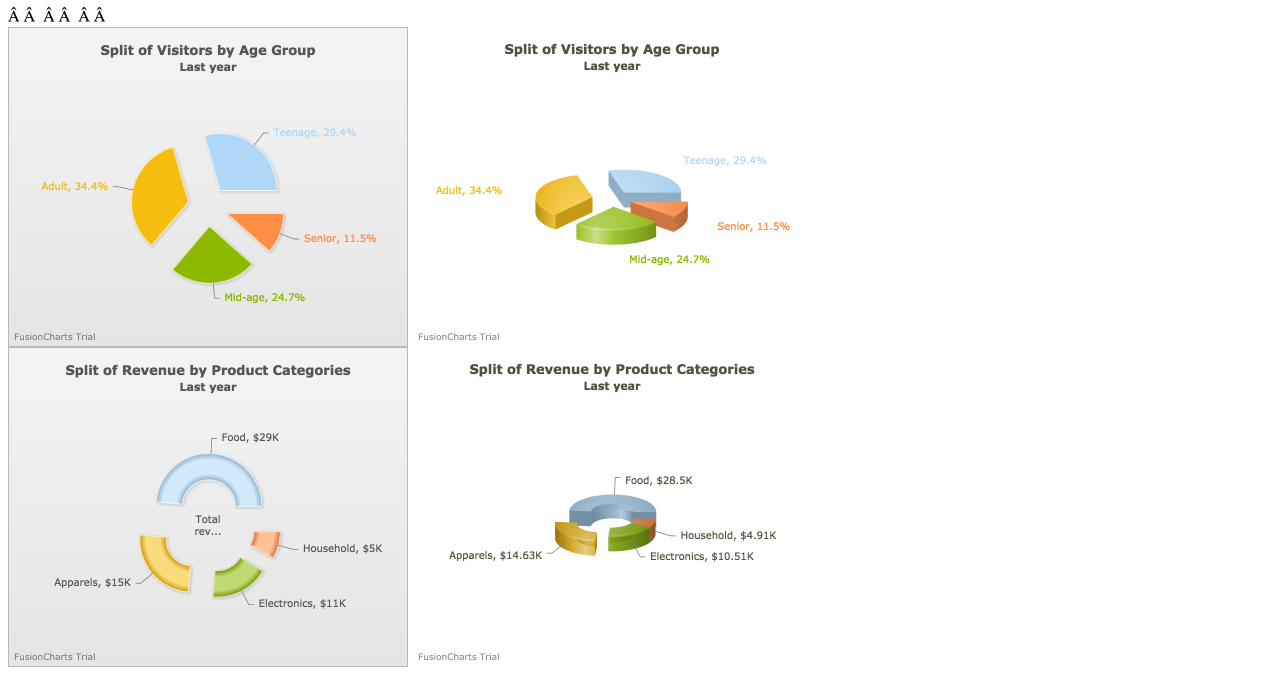 Â Â  Â Â  Â Â
Split of Visitors by Age Group
Last year
Teenage, 29.4%
Adult, 34.4%
Senior, 11.5%
Mid-age, 24.7%
FusionCharts Trial
Split of Visitors by Age Group
Last year
Teenage, 29.4%
Adult, 34.4%
Senior, 11.5%
Mid-age, 24.7%
FusionCharts Trial
Split of Revenue by Product Categories
Last year
Food, $29K
Total
rev...
Household, $5K
Apparels, $15K
Electronics, $11K
FusionCharts Trial
Split of Revenue by Product Categories
Last year
Food, $28.5K
Household, $4.91K
Apparels, $14.63K
Electronics, $10.51K
FusionCharts Trial